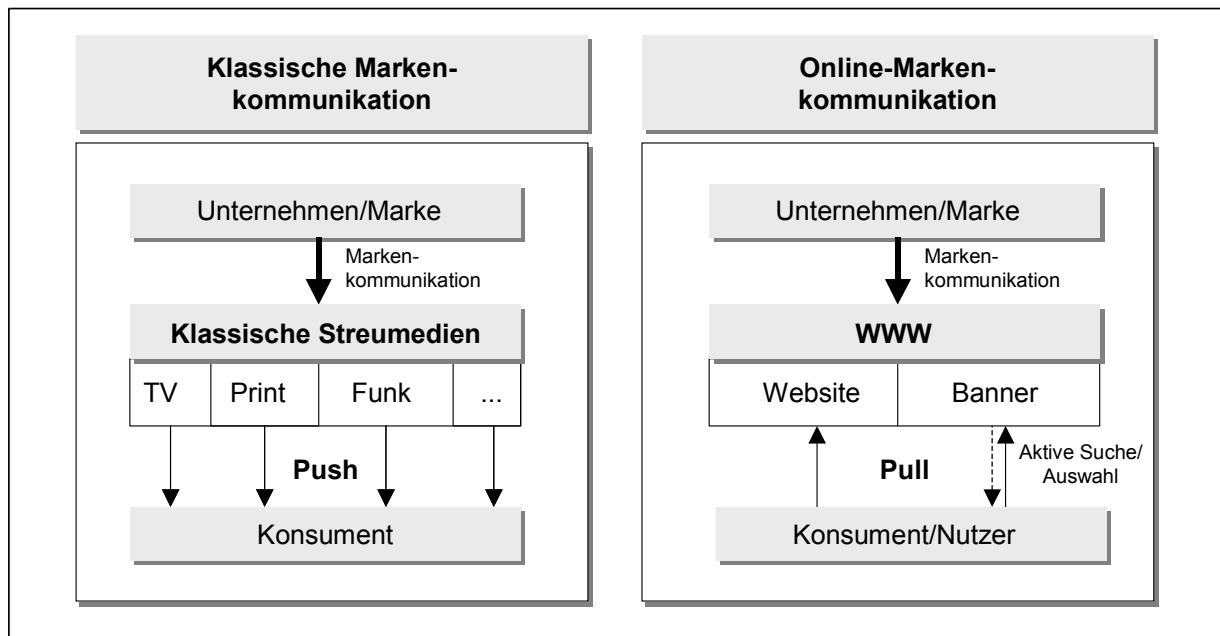 Klassische Marken-
kommunikation
Unternehmen/Marke
Marken-
kommunikation
Klassische Streumedien
TV Print Funk ...
Push
Konsument
Online-Marken-
kommunikation
Unternehmen/Marke
Marken-
kommunikation
WWW
Website Banner
Pull
Aktive Suche/
Auswahl
Konsument/Nutzer